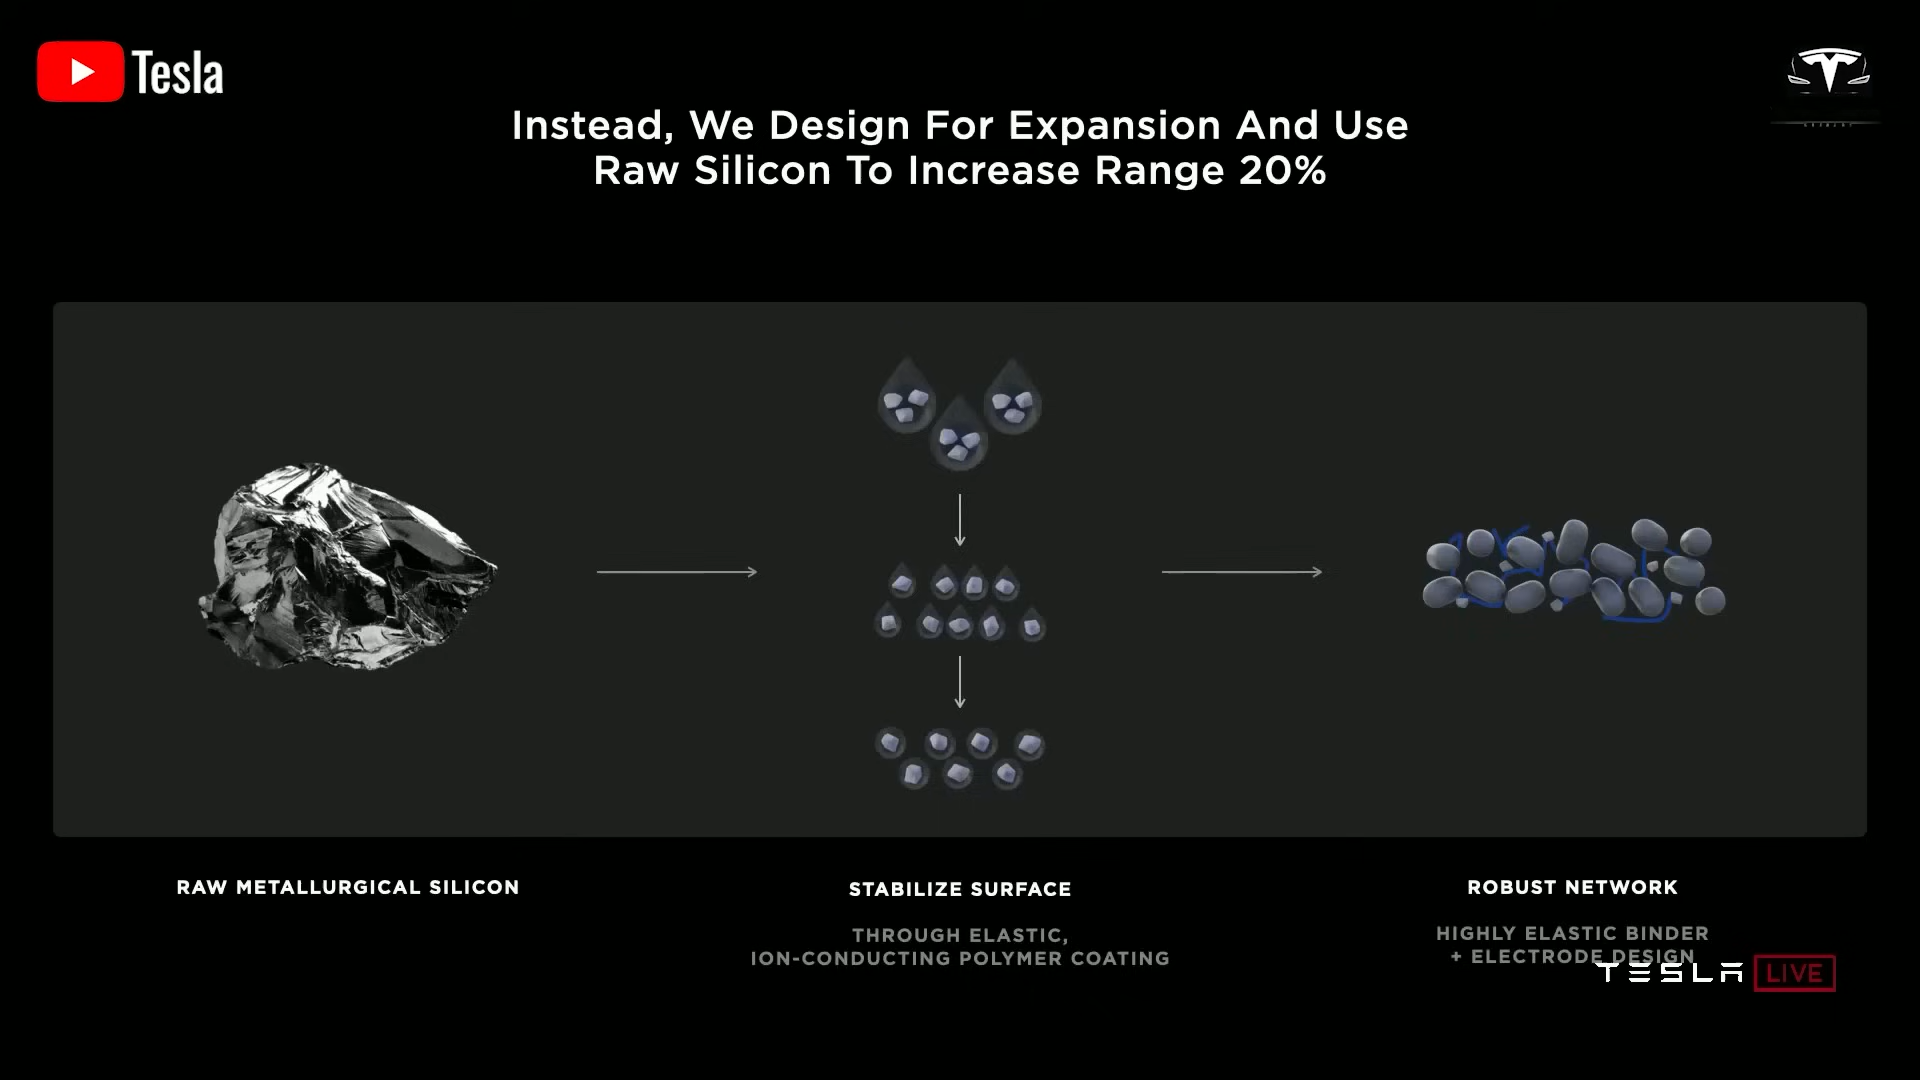 Tesla
Instead, We Design For Expansion And Use
Raw Silicon To Increase Range 20%
RAW METALLURGICAL SILICON
STABILIZE SURFACE
THROUGH ELASTIC,
ION-CONDUCTING POLYMER COATING
ROBUST NETWORK
HIGHLY ELASTIC BINDER
+ ELECTRODE DESIGN
TESLA LIVE